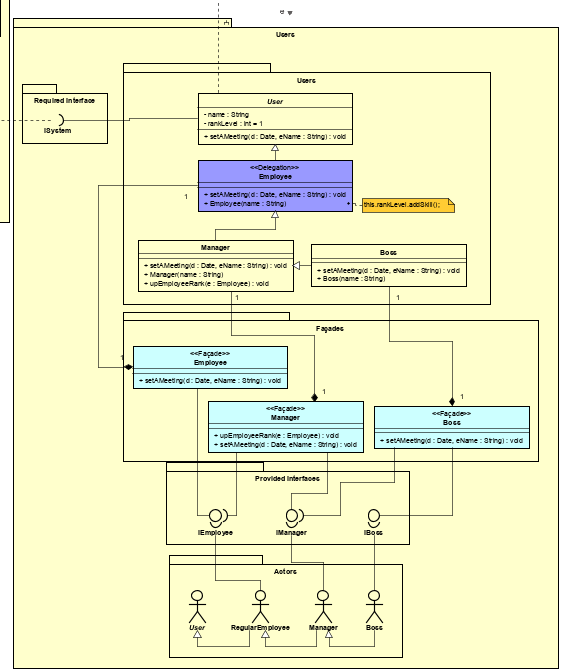 Users
Users
Required Interface
ISystem
User
- name : String
- rankLevel : int = 1
+ setAMeeting(d : Date, eName : String) : void
<<Delegation>>
Employee
+ setAMeeting(d : Date, eName : String) : void
+ Employee(name : String)
this.rankLevel.addSkill();
1
Manager
+ setAMeeting(d : Date, eName : String) : void
+ Manager(name : String)
+ upEmployeeRank(e : Employee) : void
Boss
+ setAMeeting(d : Date, eName : String) : void
+ Boss(name : String)
1
1
Façades
1
<<Façade>>
Employee
+ setAMeeting(d : Date, eName : String) : void
1
<<Façade>>
Manager
+ upEmployeeRank(e : Employee) : void
+ setAMeeting(d : Date, eName : String) : void
1
<<Façade>>
Boss
+ setAMeeting(d : Date, eName : String) : void
Provided Interfaces
IEmployee
IManager
IBoss
Actors
User
RegularEmployee
Manager
Boss